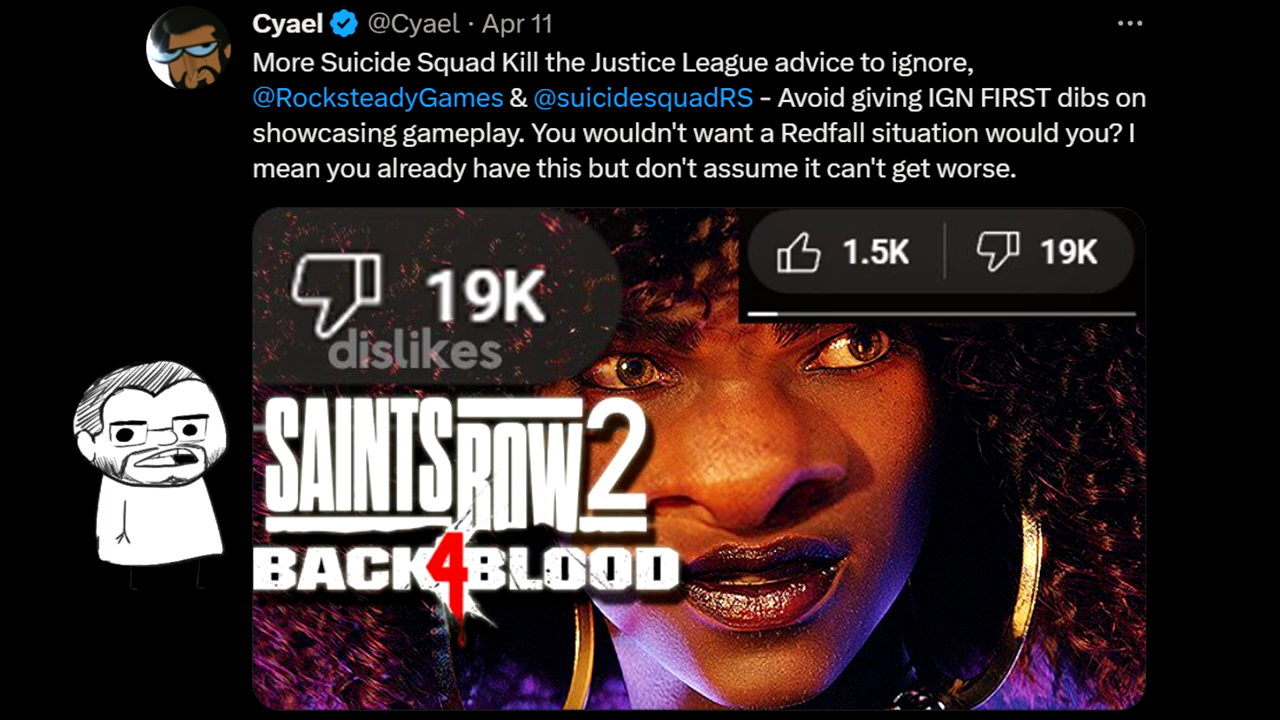 Cyael @Cyael · Apr 11
More Suicide Squad Kill the Justice League advice to ignore,
@RocksteadyGames & @suicidesquadRS - Avoid giving IGN FIRST dibs on
showcasing gameplay. You wouldn't want a Redfall situation would you? I
mean you already have this but don't assume it can't get worse.
19K
dislikes
1.5K 19K
SAINTS ROW 2
BACK 4 BLOOD